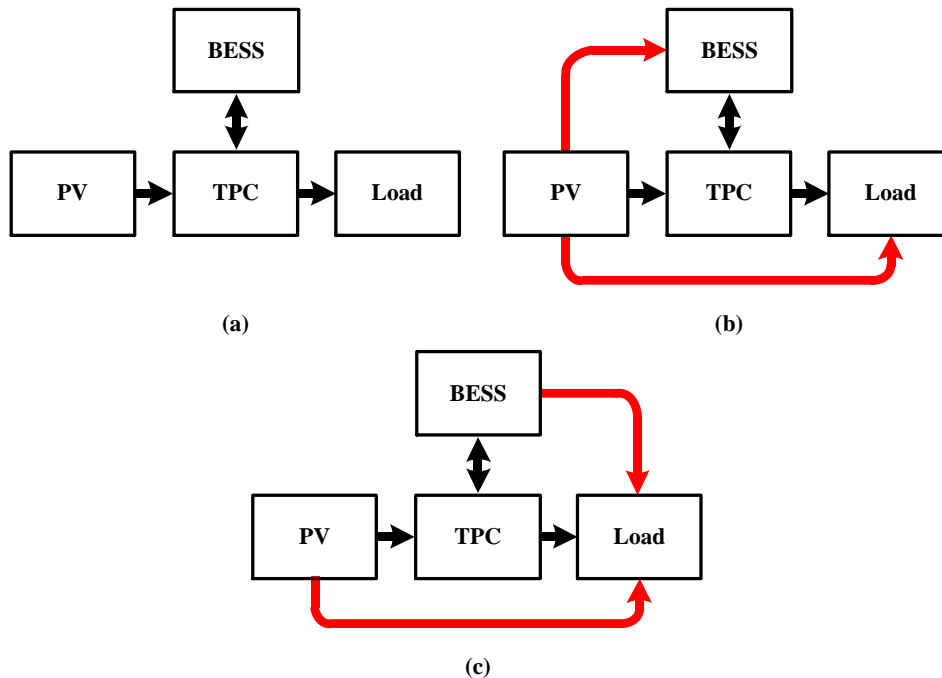 BESS
PV
TPC
Load
(a)
BESS
PV
TPC
Load
(b)
BESS
PV
TPC
Load
(c)